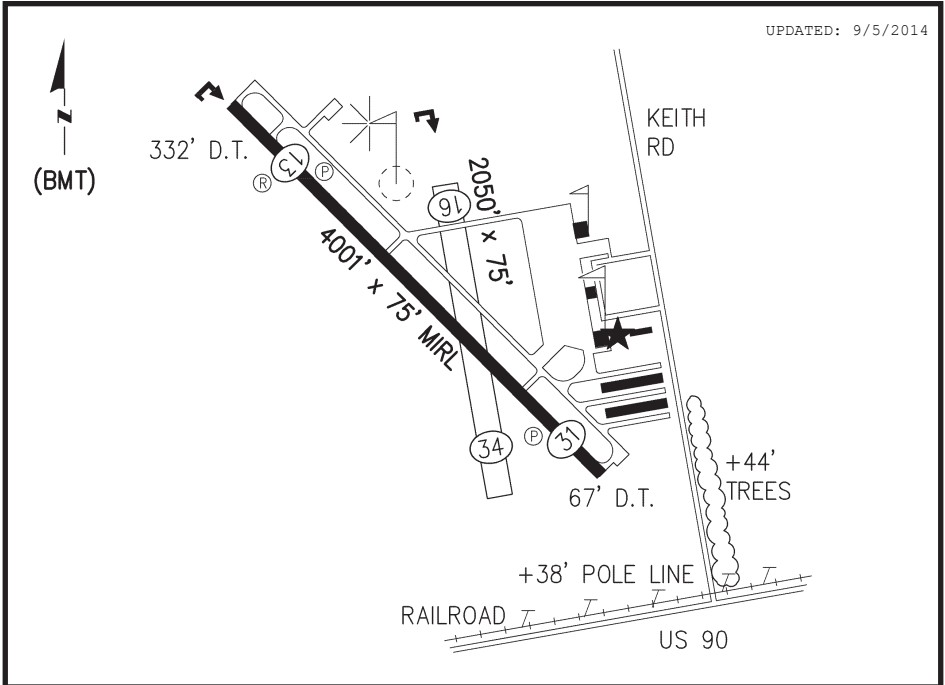 UPDATED: 9/5/2014
N
(BMT)
KEITH
RD
332' D.T.
13
R
P
16
2050' x 75'
4001' x 75' MIRL
34
P
31
67' D.T.
+44'
TREES
+38' POLE LINE
RAILROAD
US 90